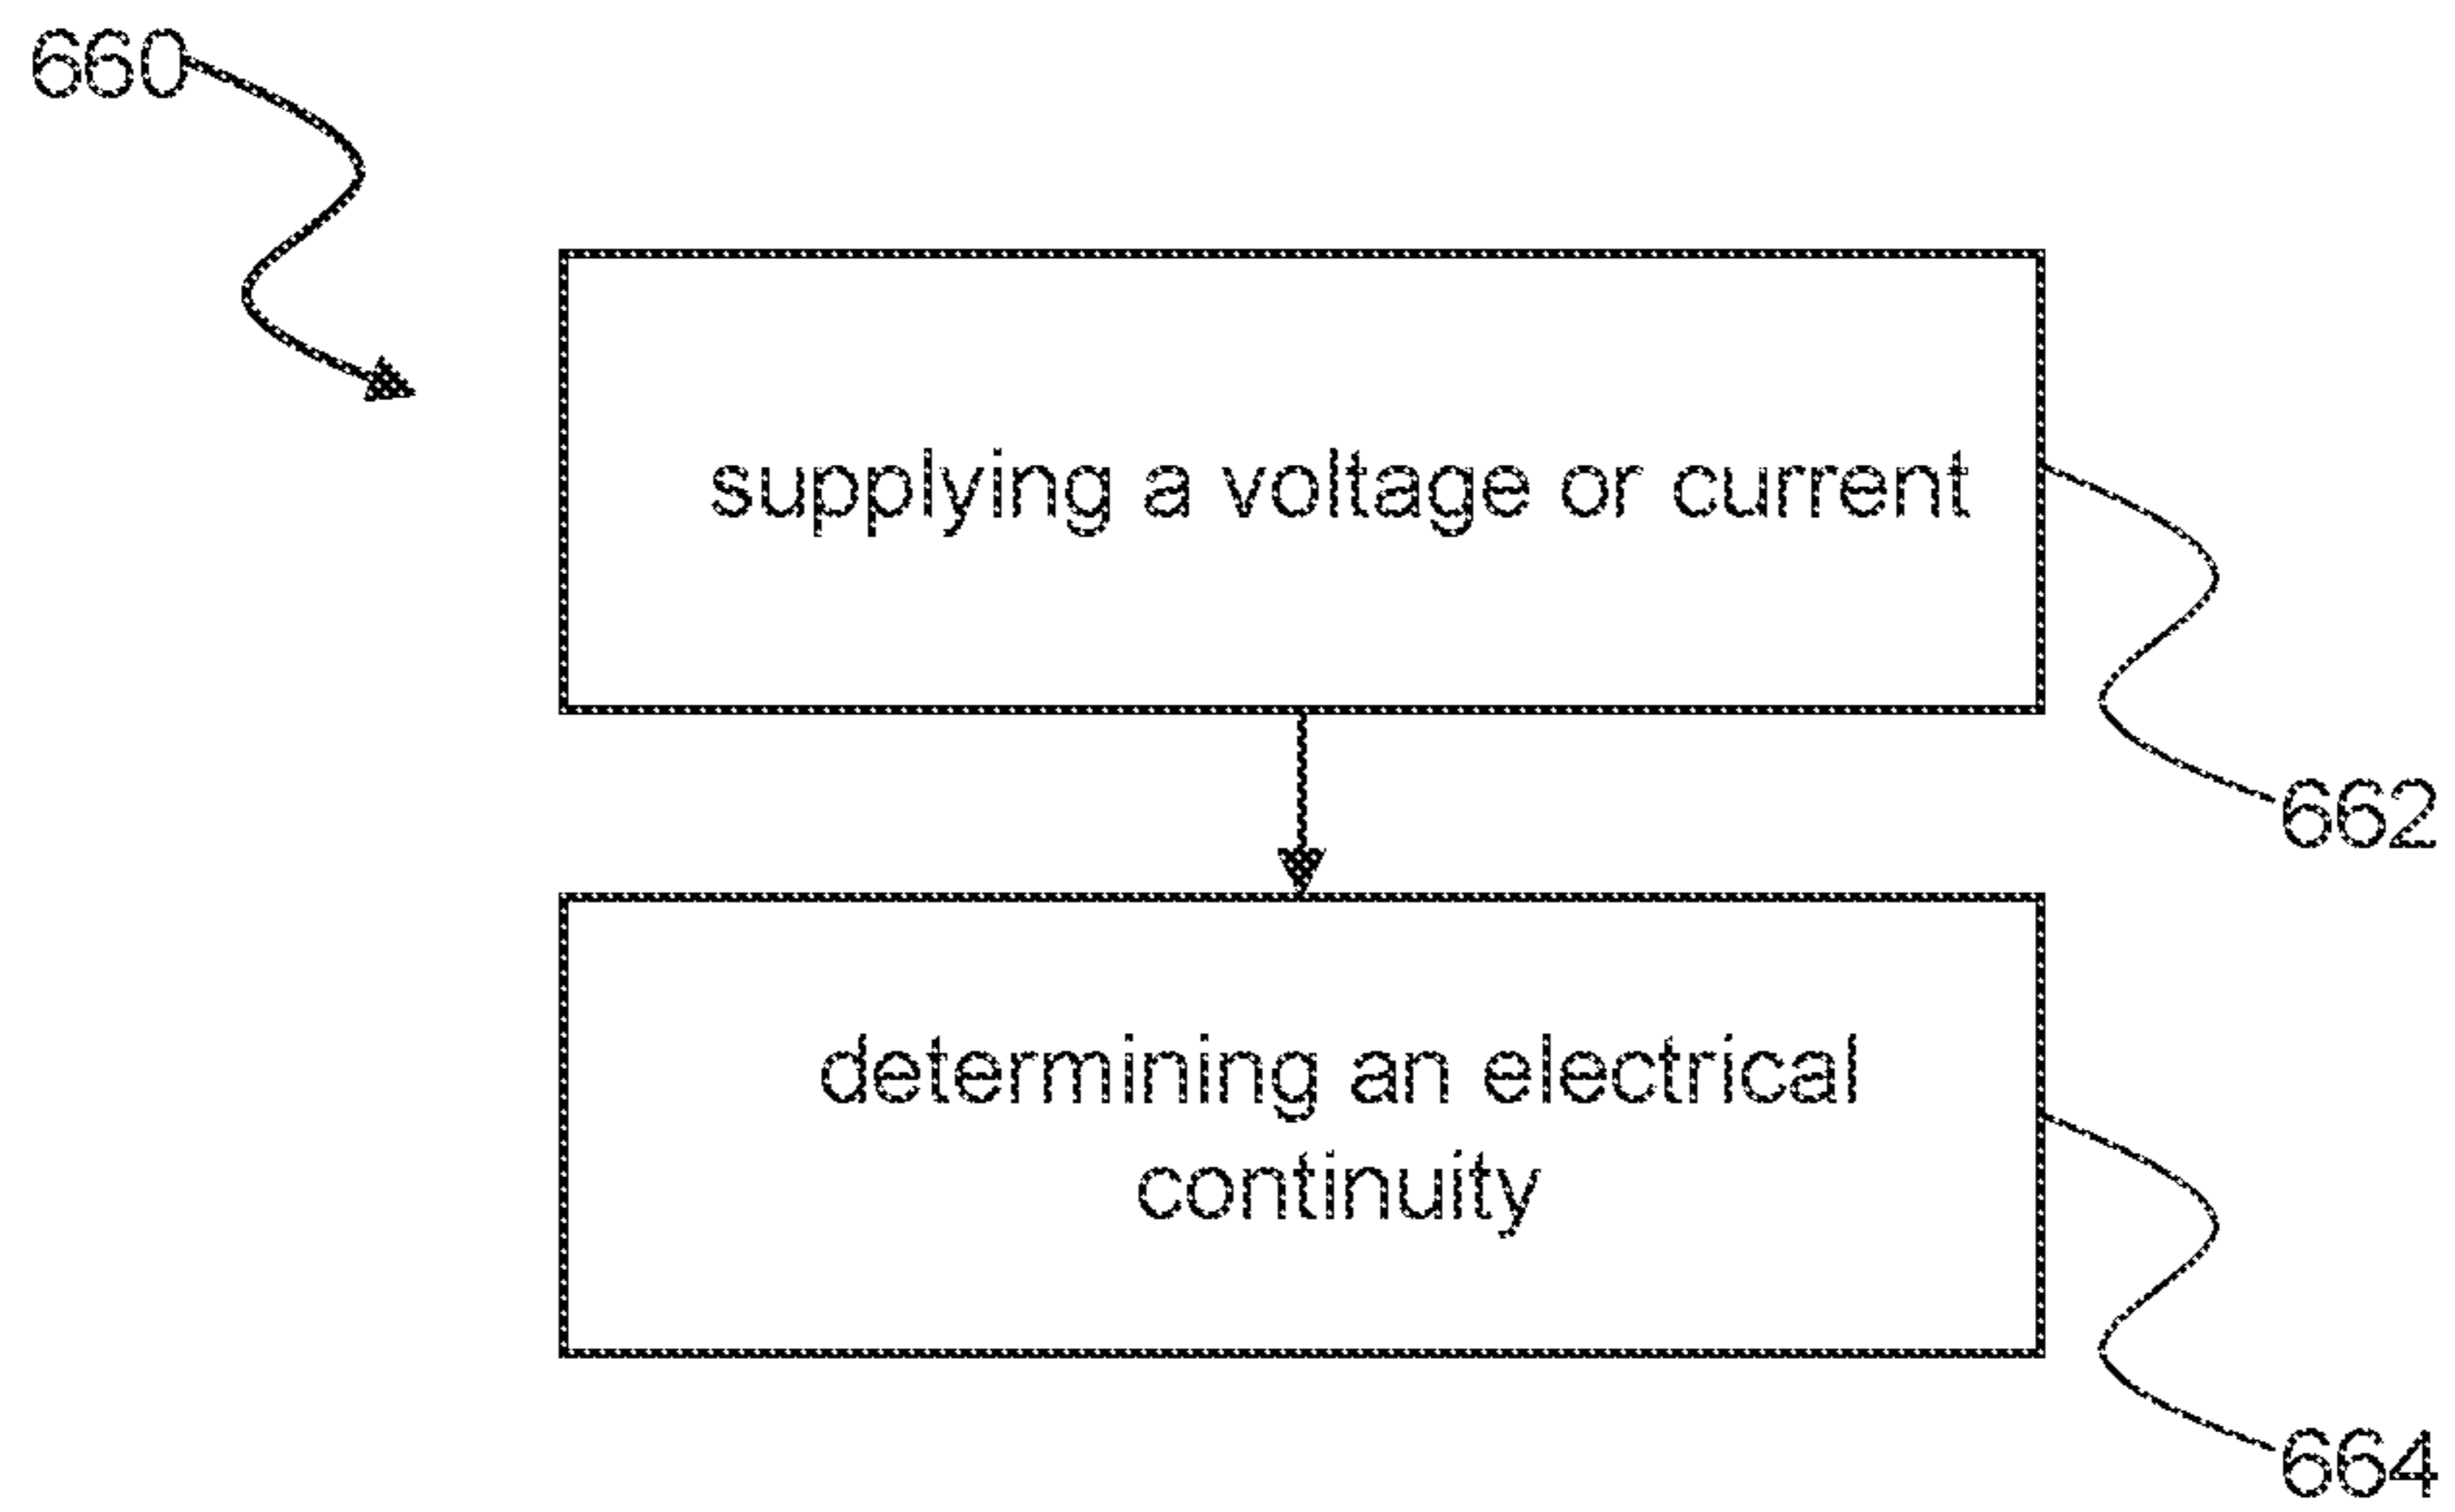 660
supplying a voltage or current
662
determining an electrical
continuity
664